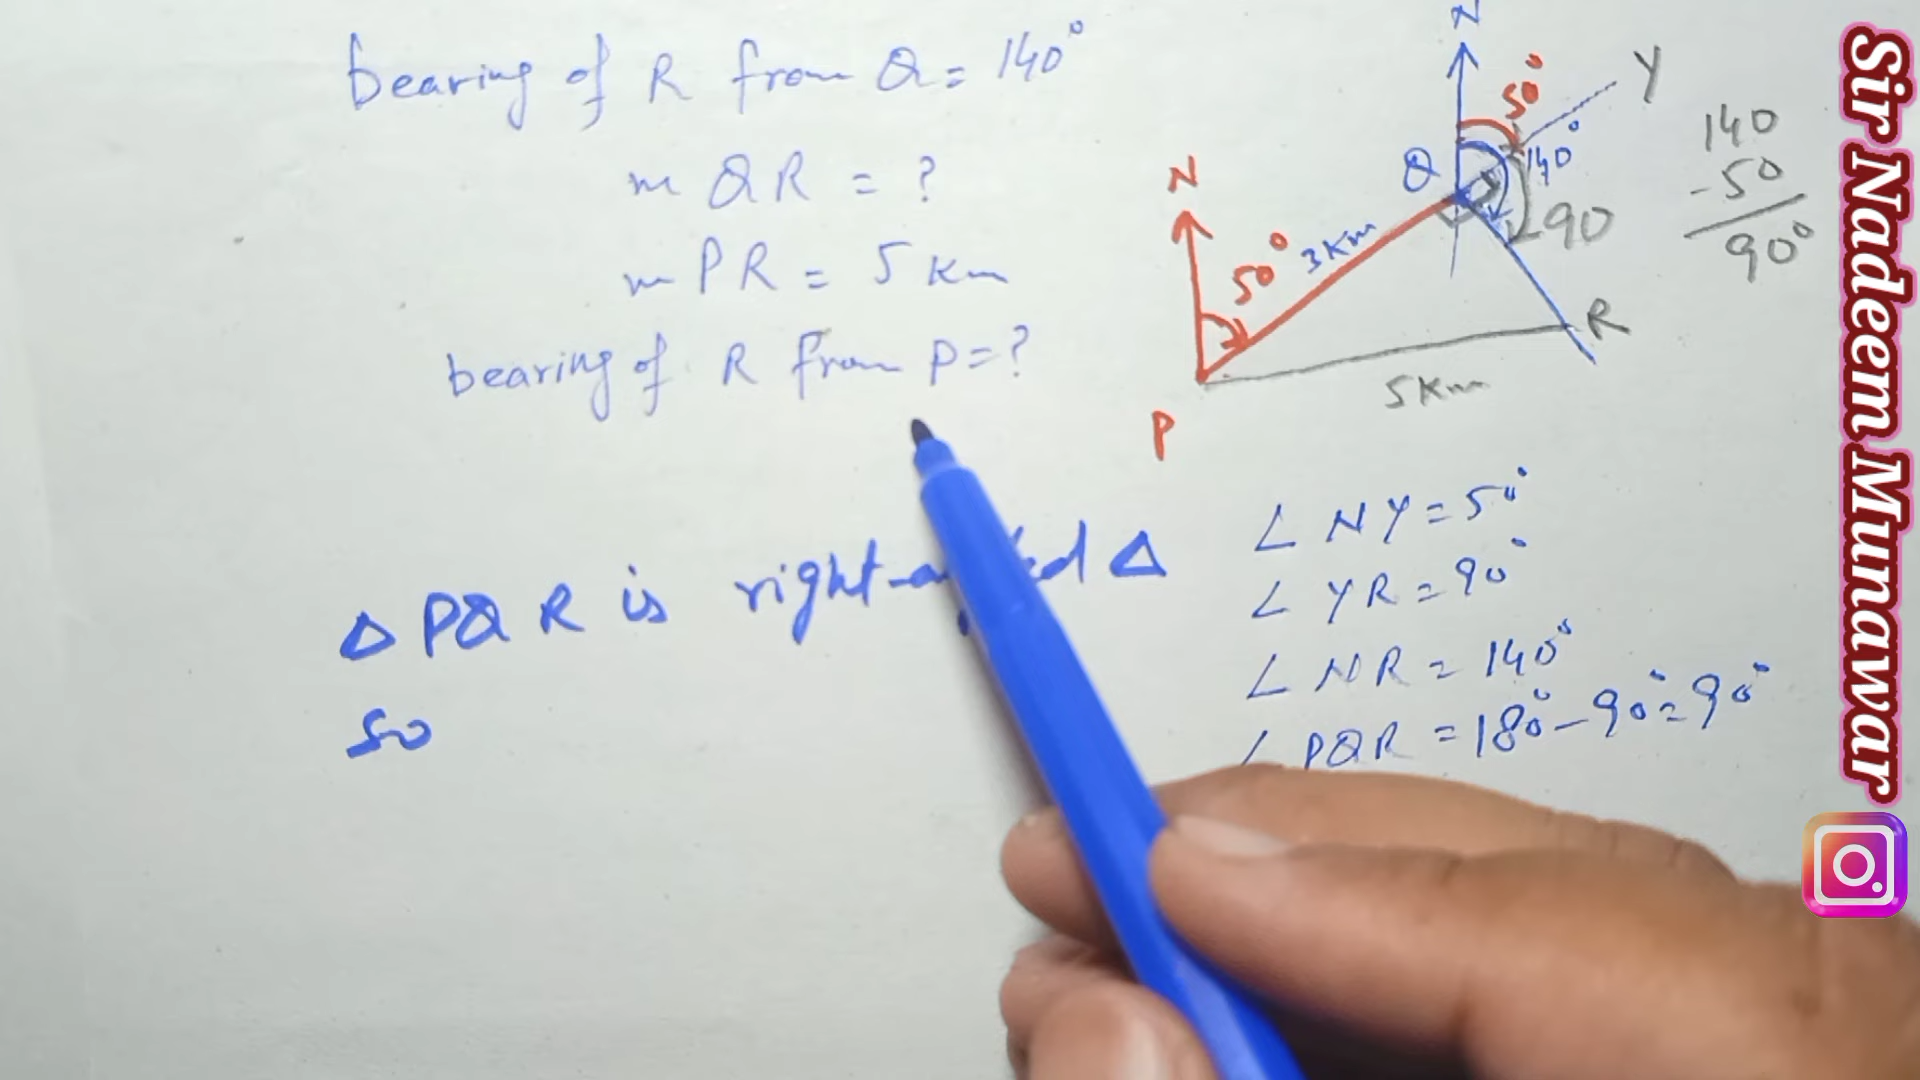 bearing of R from Q = 140°
m QR = ?
m PR = 5 Km
bearing of R from P = ?
Δ PQR is right-a ed Δ
so
N
50°
3 Km
P
N
50°
Y
Q
140°
90
R
5 Km
140
- 50
90°
∠ NY = 50°
∠ YR = 90°
∠ NR = 140°
∠ PQR = 180° - 90° = 90°
Sir Nadeem Munawar